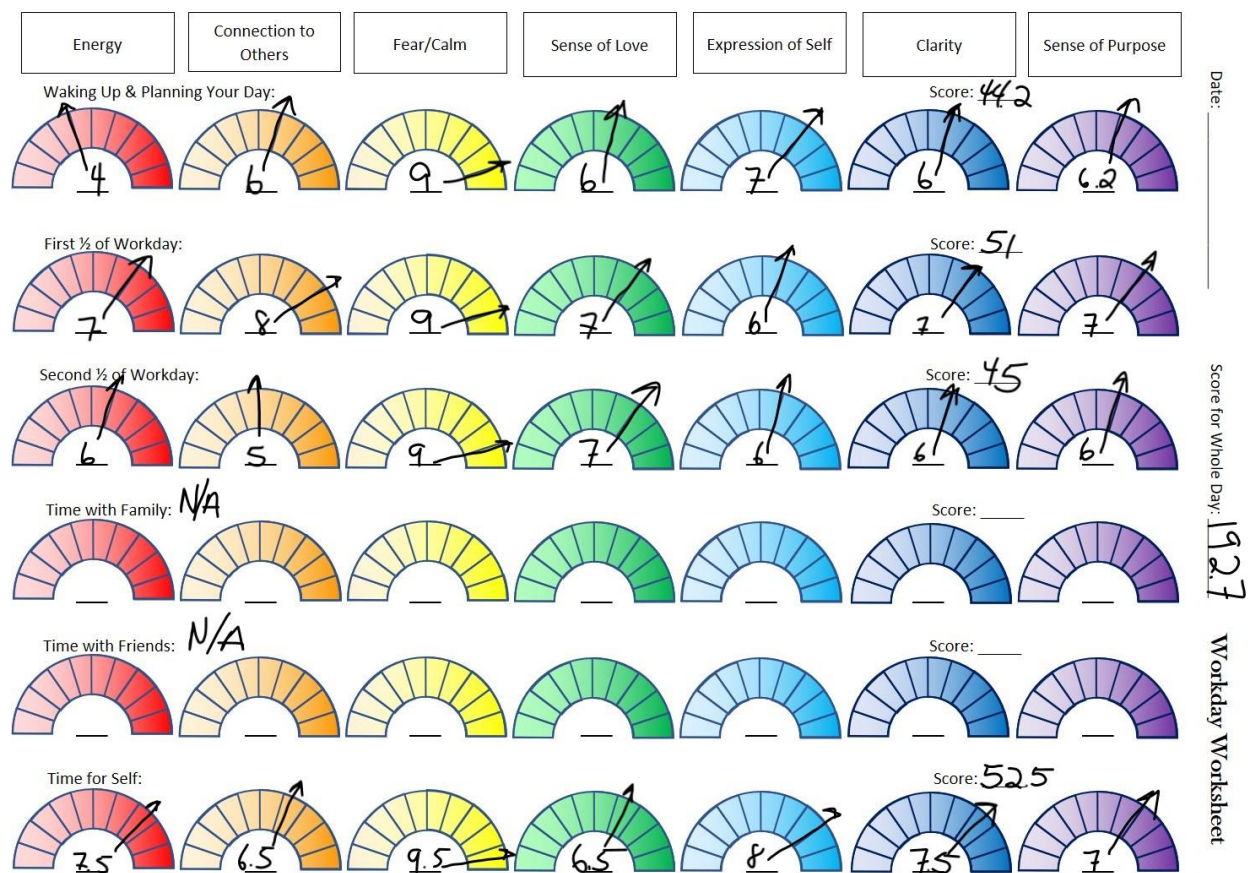 Energy
Connection to
Others
Fear/Calm
Sense of Love
Expression of Self
Clarity
Sense of Purpose
Waking Up & Planning Your Day:
Score: 44.2
4 6 9 6 7 6 6.2
First ½ of Workday:
Score: 51
7 8 9 7 6 7 7
Second ½ of Workday:
Score: 45
6 5 9 7 6 6 6
Time with Family: N/A
Score:
Time with Friends: N/A
Score:
Time for Self:
Score: 52.5
7.5 6.5 9.5 6.5 8 7.5 7
Date:
Score for Whole Day: 192.7
Workday Worksheet